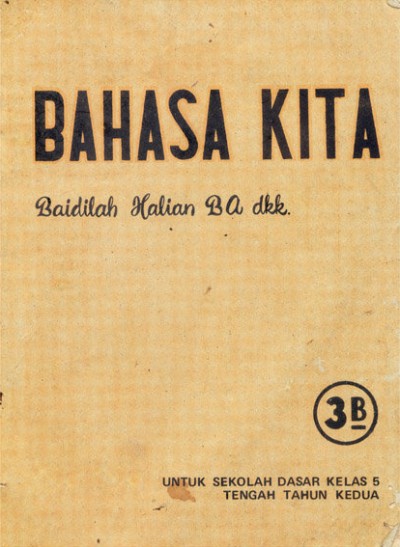 BAHASA KITA
Baidilah Halian BA dkk.
3B
UNTUK SEKOLAH DASAR KELAS 5
TENGAH TAHUN KEDUA